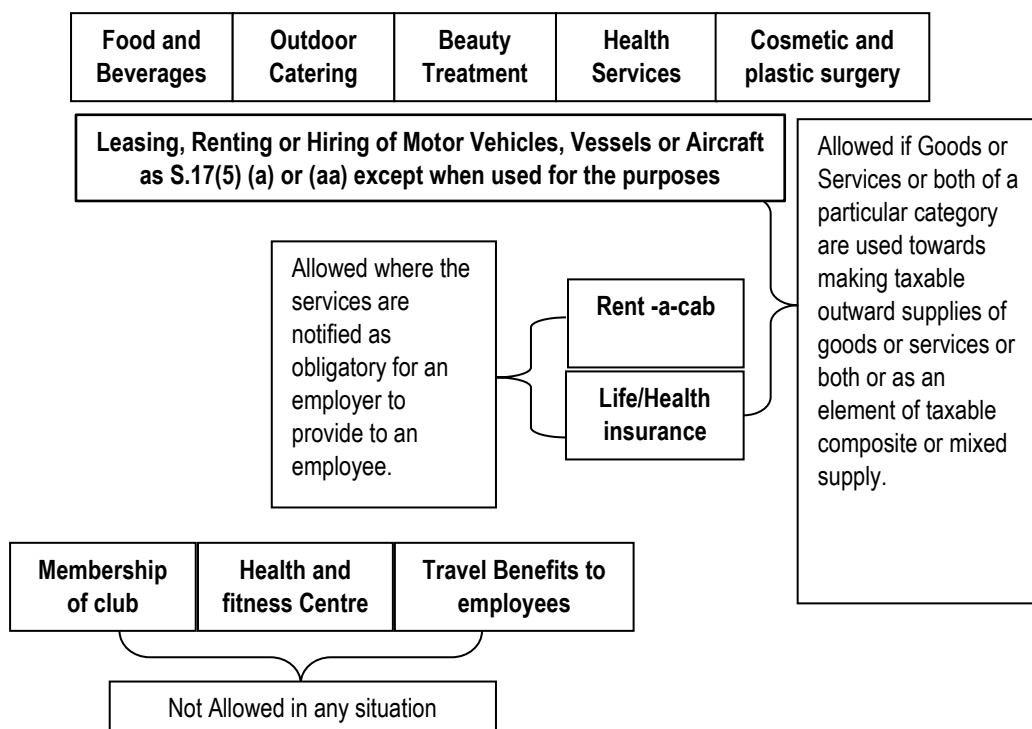 Food and
Beverages
Outdoor
Catering
Beauty
Treatment
Health
Services
Cosmetic and
plastic surgery
Leasing, Renting or Hiring of Motor Vehicles, Vessels or Aircraft
as S.17(5) (a) or (aa) except when used for the purposes
Allowed if Goods or
Services or both of a
particular category
are used towards
making taxable
outward supplies of
goods or services or
both or as an
element of taxable
composite or mixed
supply.
Allowed where the
services are
notified as
obligatory for an
employer to
provide to an
employee.
Rent -a-cab
Life/Health
insurance
Membership
of club
Health and
fitness Centre
Travel Benefits to
employees
Not Allowed in any situation